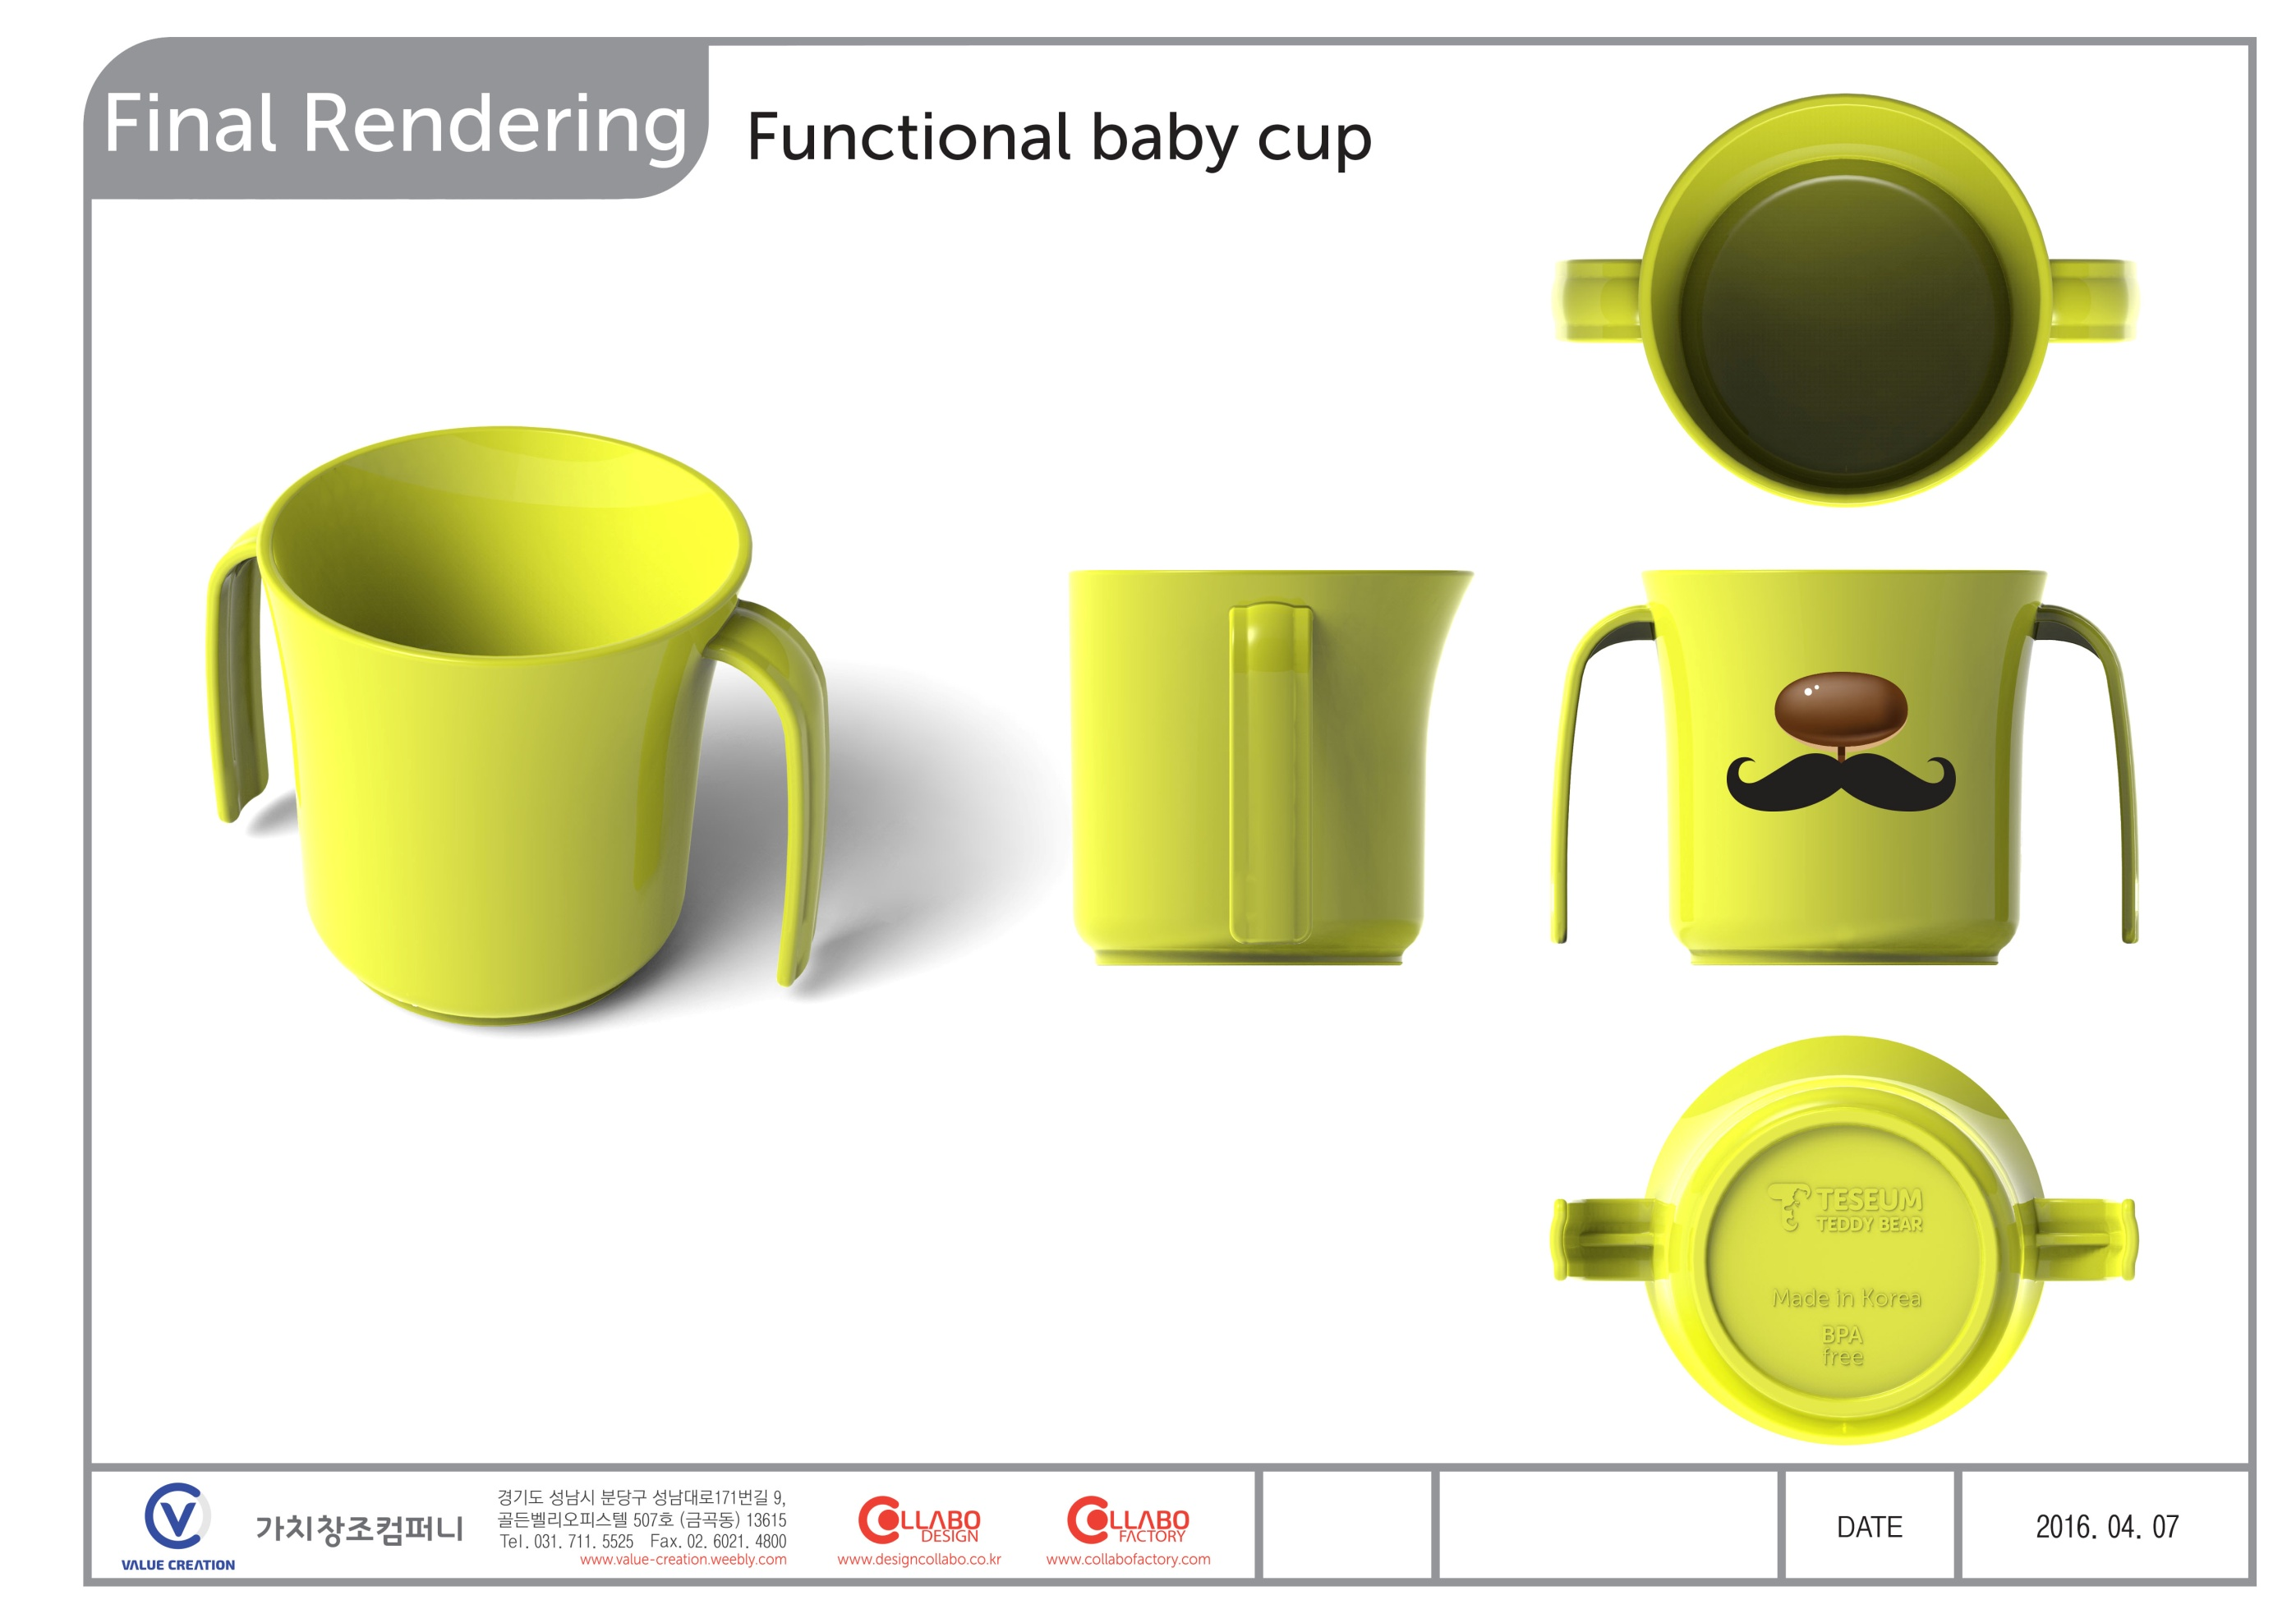 Final Rendering
Functional baby cup
TESEUM
TEDDY BEAR
Made in Korea
BPA
free
VALUE CREATION
가치창조컴퍼니
경기도 성남시 분당구 성남대로171번길 9,
골든벨리오피스텔 507호 (금곡동) 13615
Tel. 031. 711. 5525 Fax. 02. 6021. 4800
www.value-creation.weebly.com
COLLABO
DESIGN
www.designcollabo.co.kr
COLLABO
FACTORY
www.collabofactory.com
DATE
2016. 04. 07